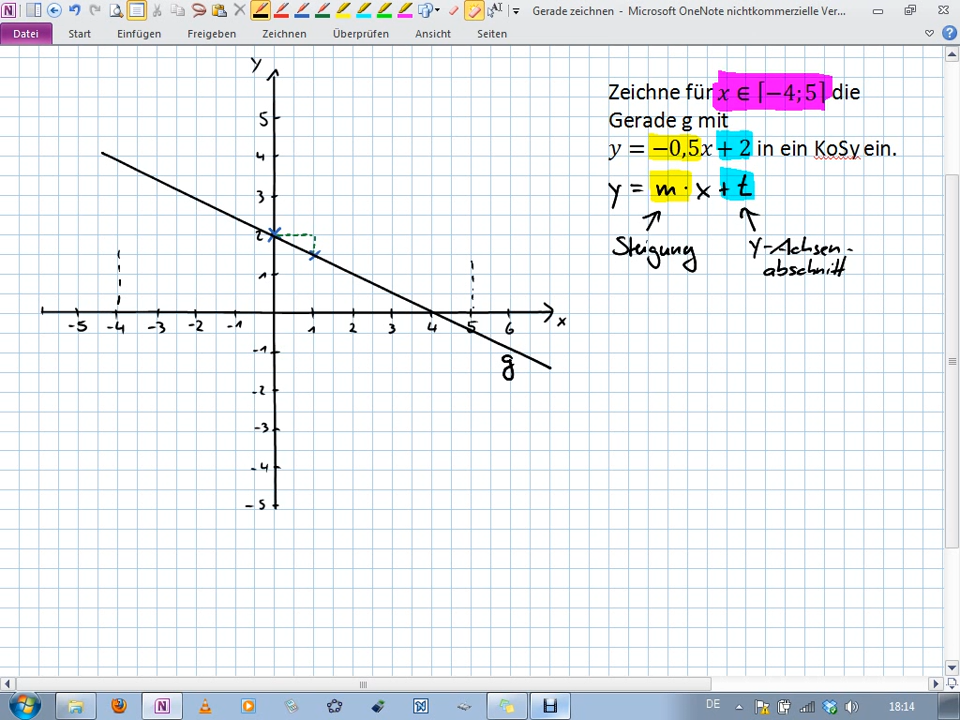 Gerade zeichnen - Microsoft OneNote nichtkommerzielle Ver...
Datei Start Einfügen Freigeben Zeichnen Überprüfen Ansicht Seiten
Zeichne für x ∈ [−4;5] die
Gerade g mit
y = −0,5x + 2 in ein KoSy ein.
y = m · x + t
Steigung
y-Achsen-
abschnitt
y
5
4
3
2
1
-5 -4 -3 -2 -1 1 2 3 4 5 6 x
-1
g
-2
-3
-4
-5
DE 18:14